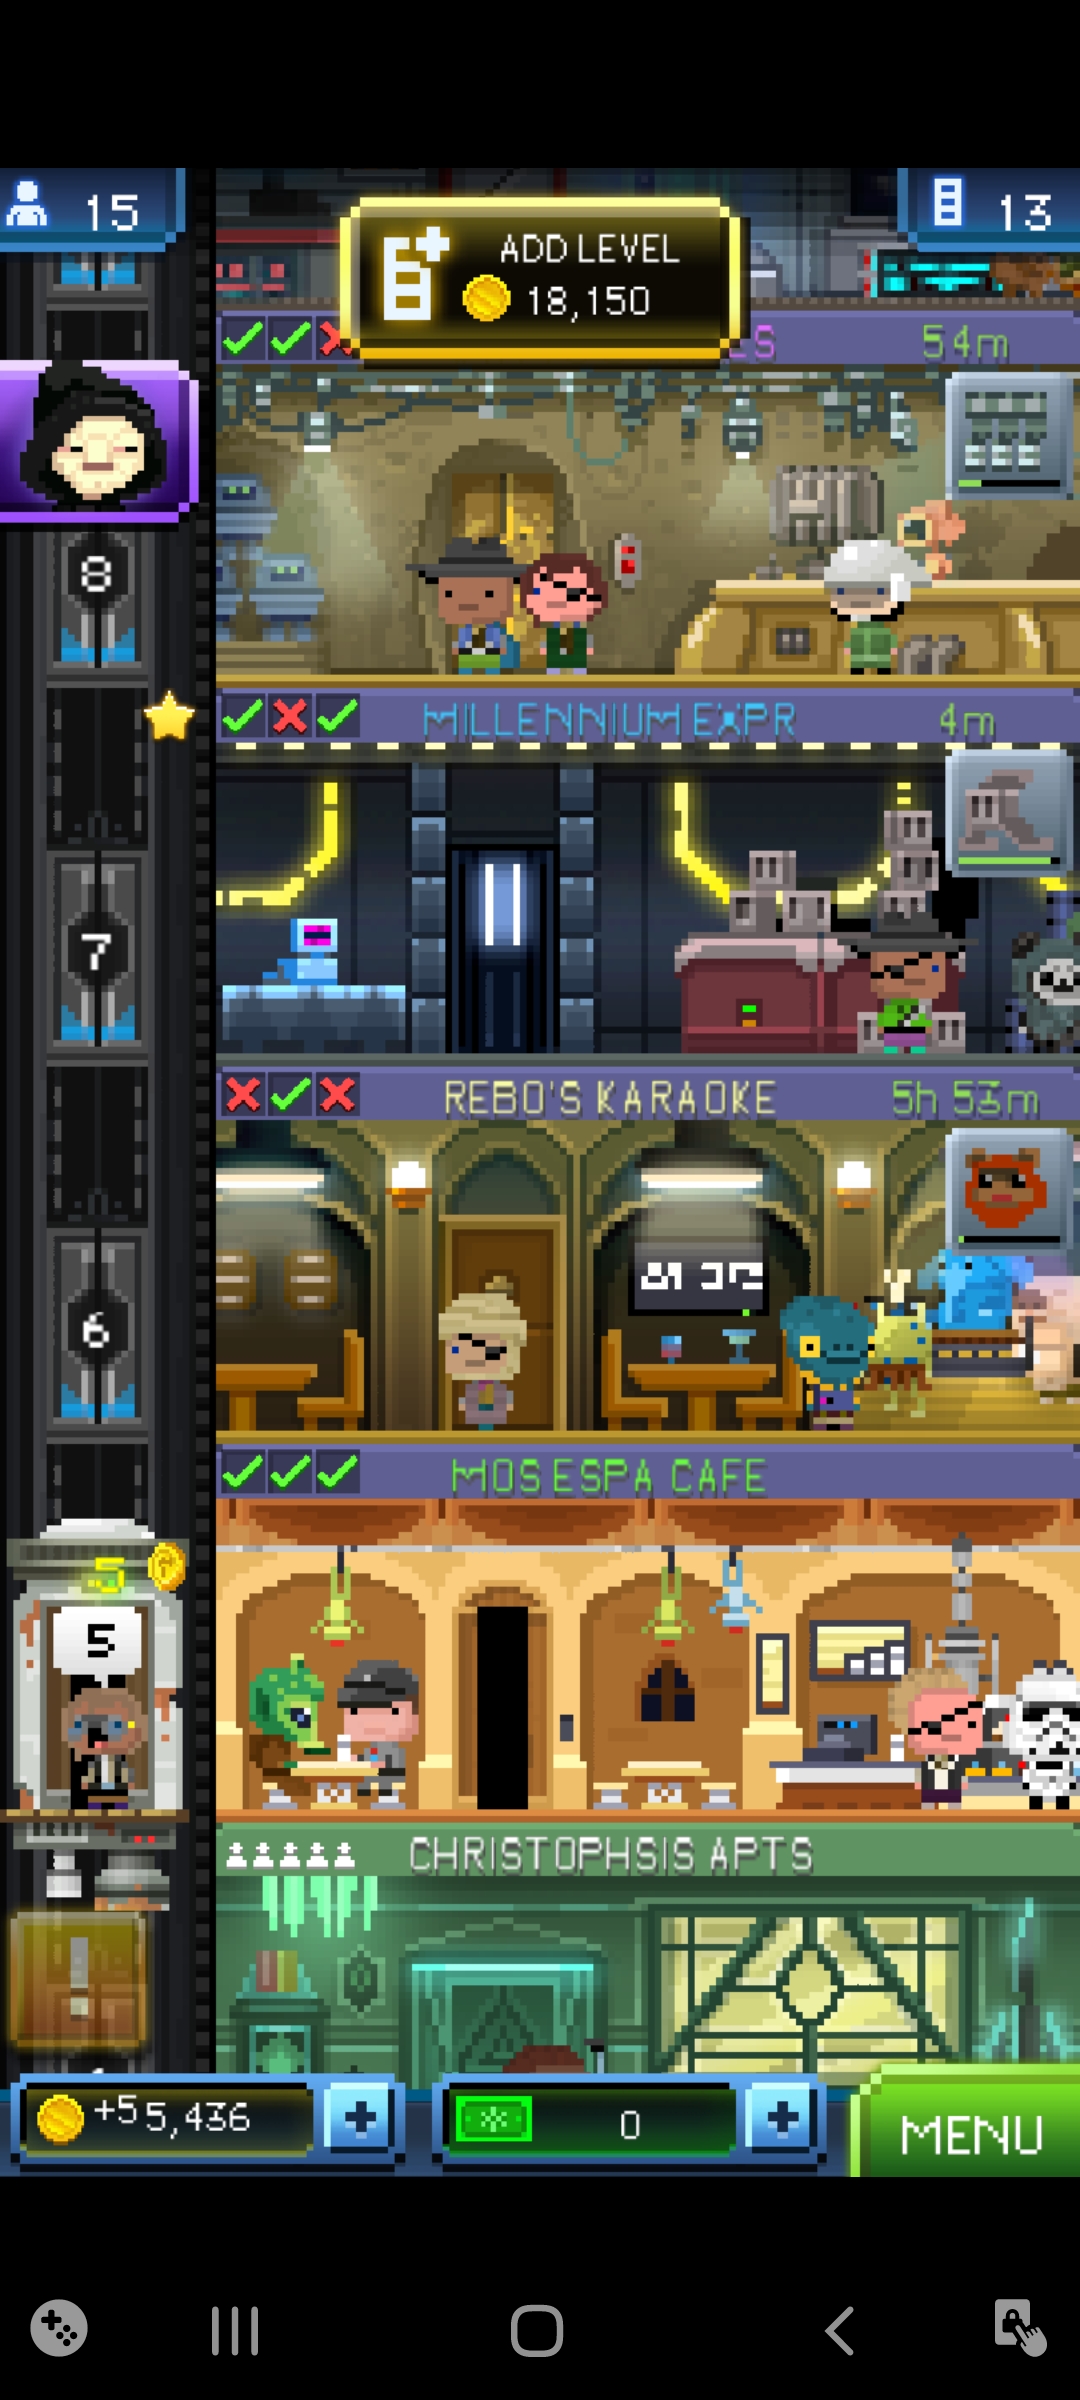 15
ADD LEVEL
18,150
13
54m
8
MILLENNIUM EXPR
4m
7
REBO'S KARAOKE
5h 53m
6
MOS ESPA CAFE
5
5
CHRISTOPHSIS APTS
+5 5,436
0
MENU